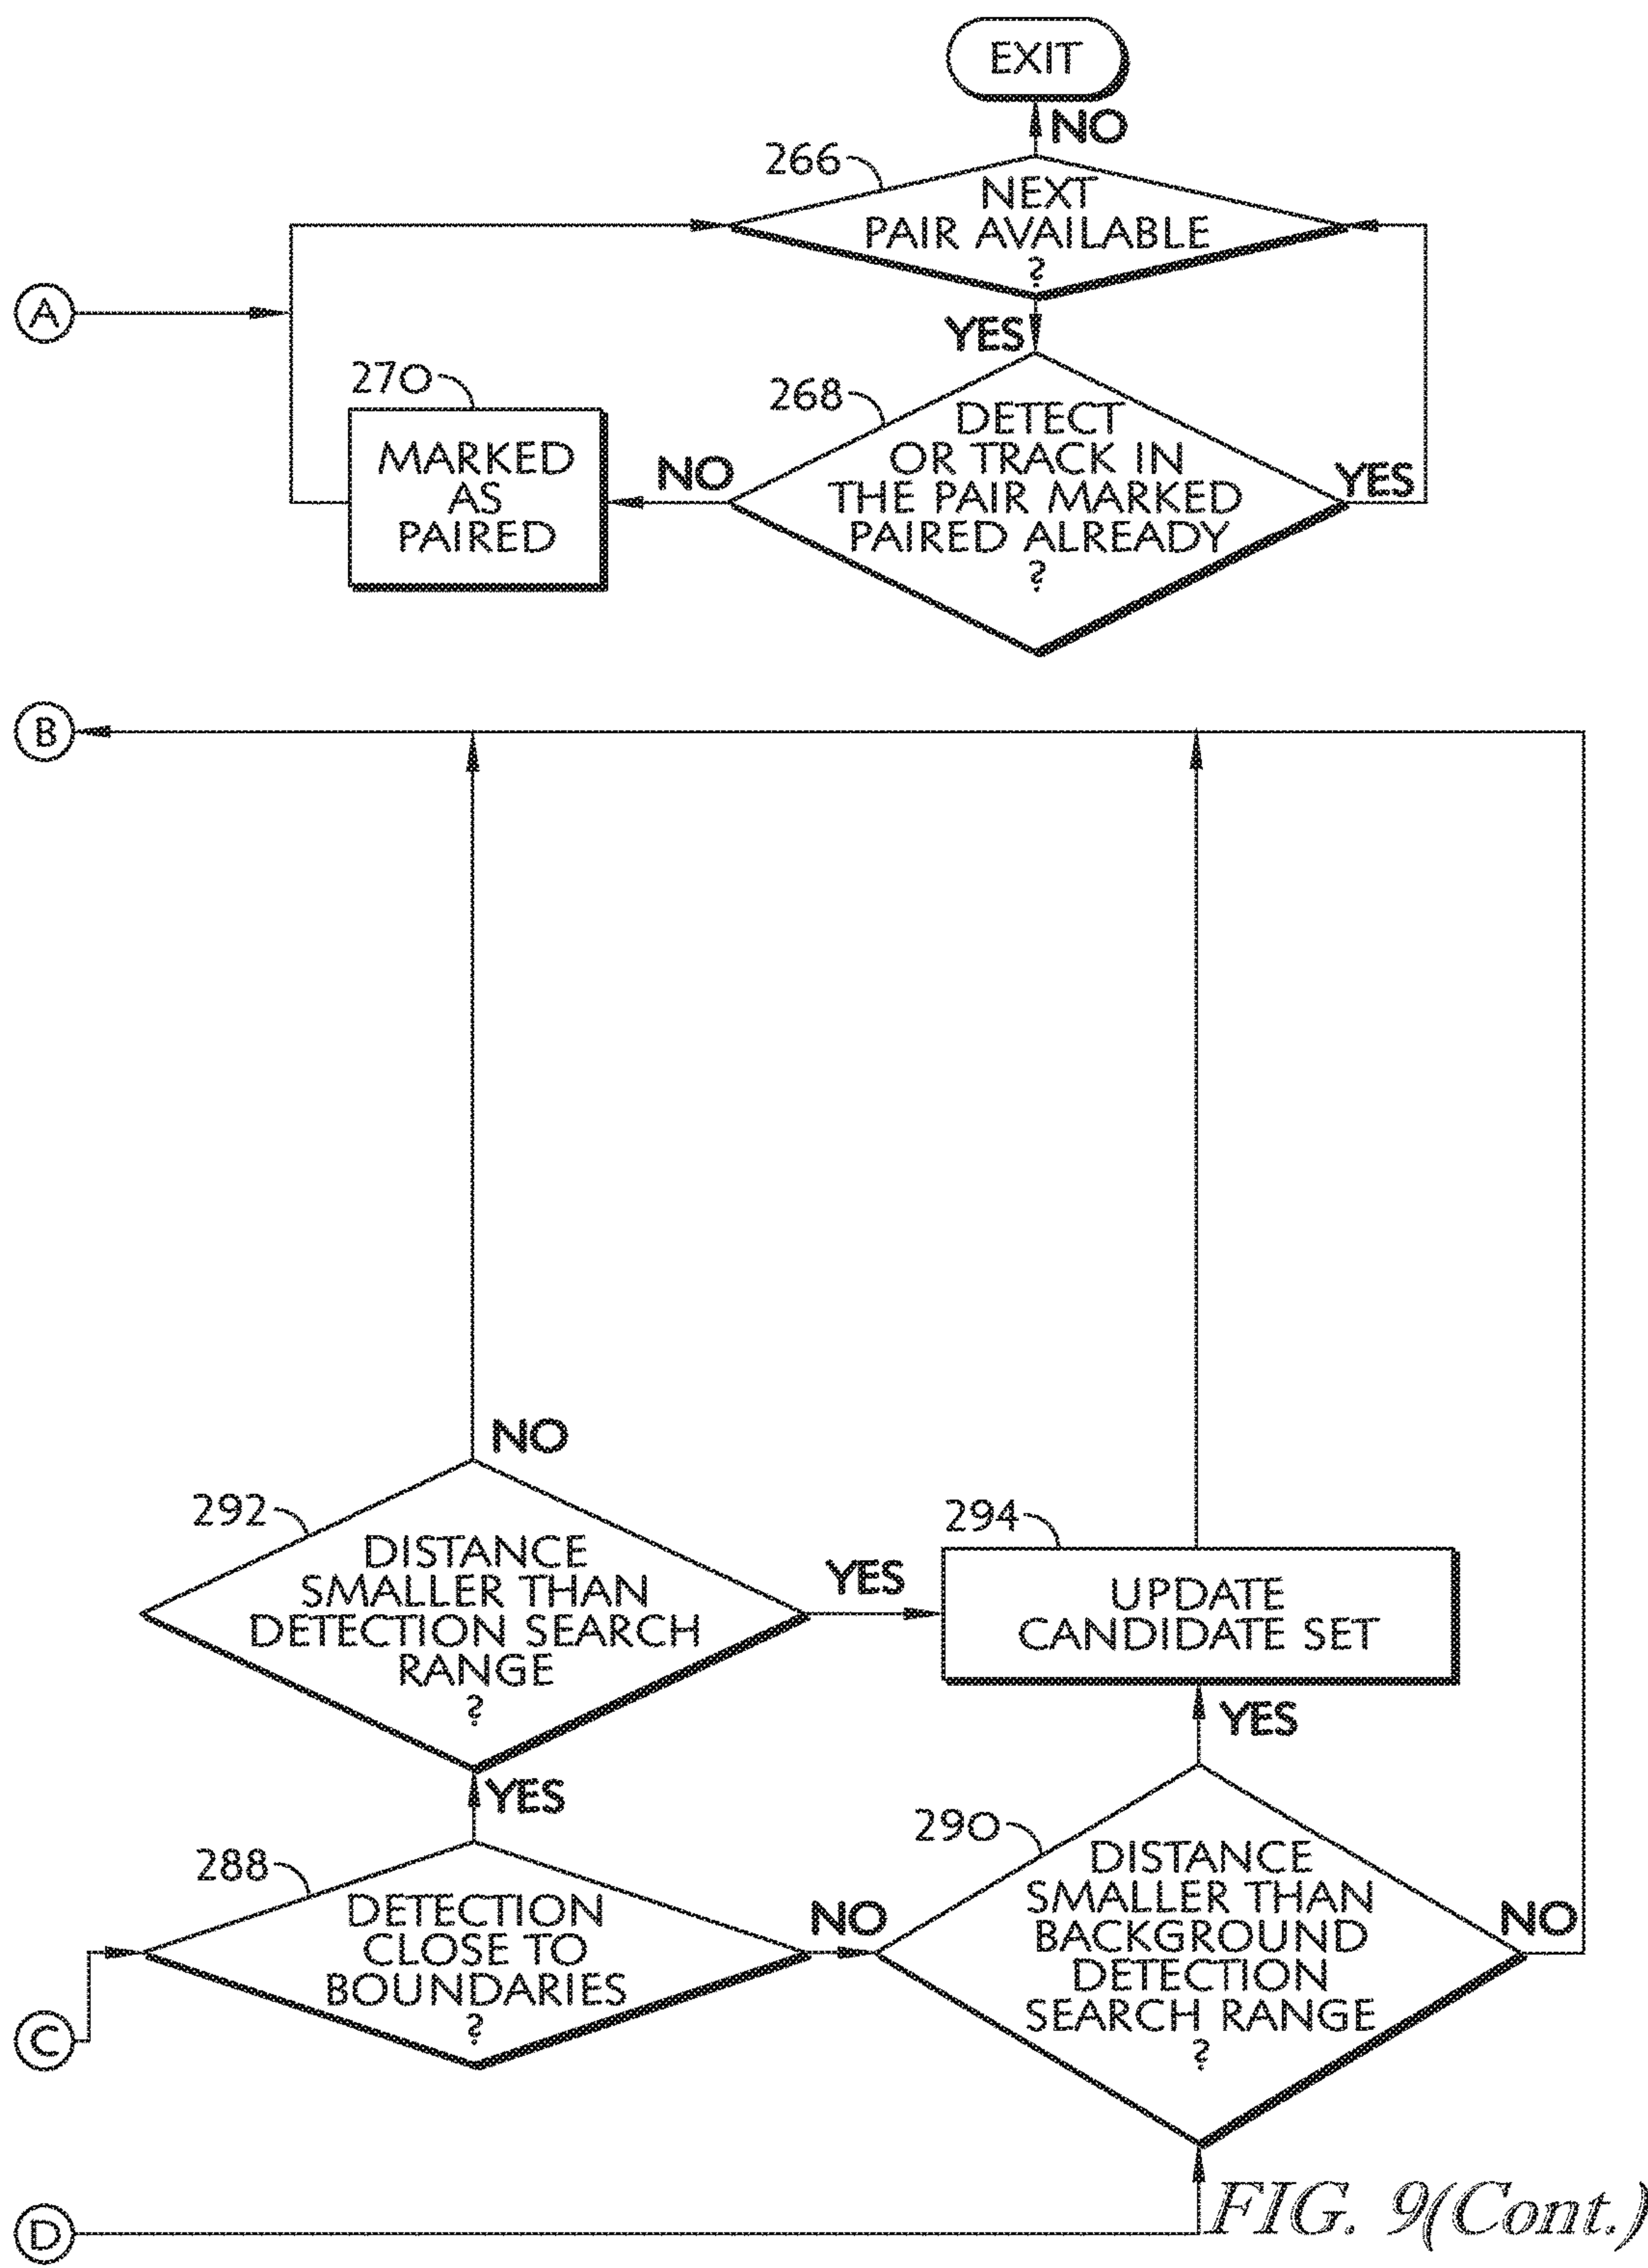 EXIT
NO
266
NEXT
PAIR AVAILABLE
?
A
YES
270
268
MARKED
AS
PAIRED
NO
DETECT
OR TRACK IN
THE PAIR MARKED
PAIRED ALREADY
?
YES
B
NO
292
DISTANCE
SMALLER THAN
DETECTION SEARCH
RANGE
?
YES
294
UPDATE
CANDIDATE SET
YES
YES
288
DETECTION
CLOSE TO
BOUNDARIES
?
NO
290
DISTANCE
SMALLER THAN
BACKGROUND
DETECTION
SEARCH RANGE
?
NO
C
D
FIG. 9(Cont.)